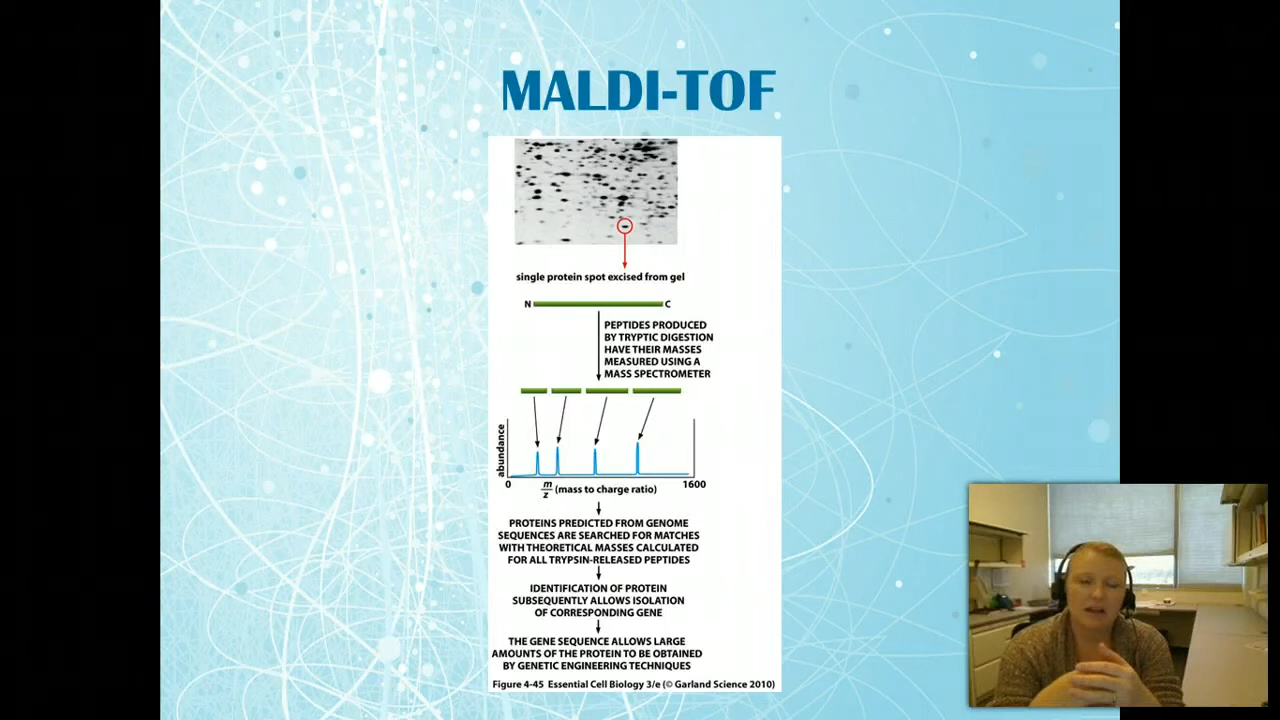 MALDI-TOF
single protein spot excised from gel
N C
PEPTIDES PRODUCED
BY TRYPTIC DIGESTION
HAVE THEIR MASSES
MEASURED USING A
MASS SPECTROMETER
abundance
0 m/z (mass to charge ratio) 1600
PROTEINS PREDICTED FROM GENOME
SEQUENCES ARE SEARCHED FOR MATCHES
WITH THEORETICAL MASSES CALCULATED
FOR ALL TRYPSIN-RELEASED PEPTIDES
IDENTIFICATION OF PROTEIN
SUBSEQUENTLY ALLOWS ISOLATION
OF CORRESPONDING GENE
THE GENE SEQUENCE ALLOWS LARGE
AMOUNTS OF THE PROTEIN TO BE OBTAINED
BY GENETIC ENGINEERING TECHNIQUES
Figure 4-45 Essential Cell Biology 3/e (© Garland Science 2010)